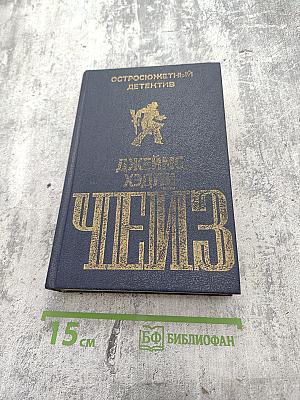 ОСТРОСЮЖЕТНЫЙ
ДЕТЕКТИВ
ДЖЕЙМС
ХЭДЛИ
ЧЕЙЗ
15 см
БФ БИБЛИОФАН